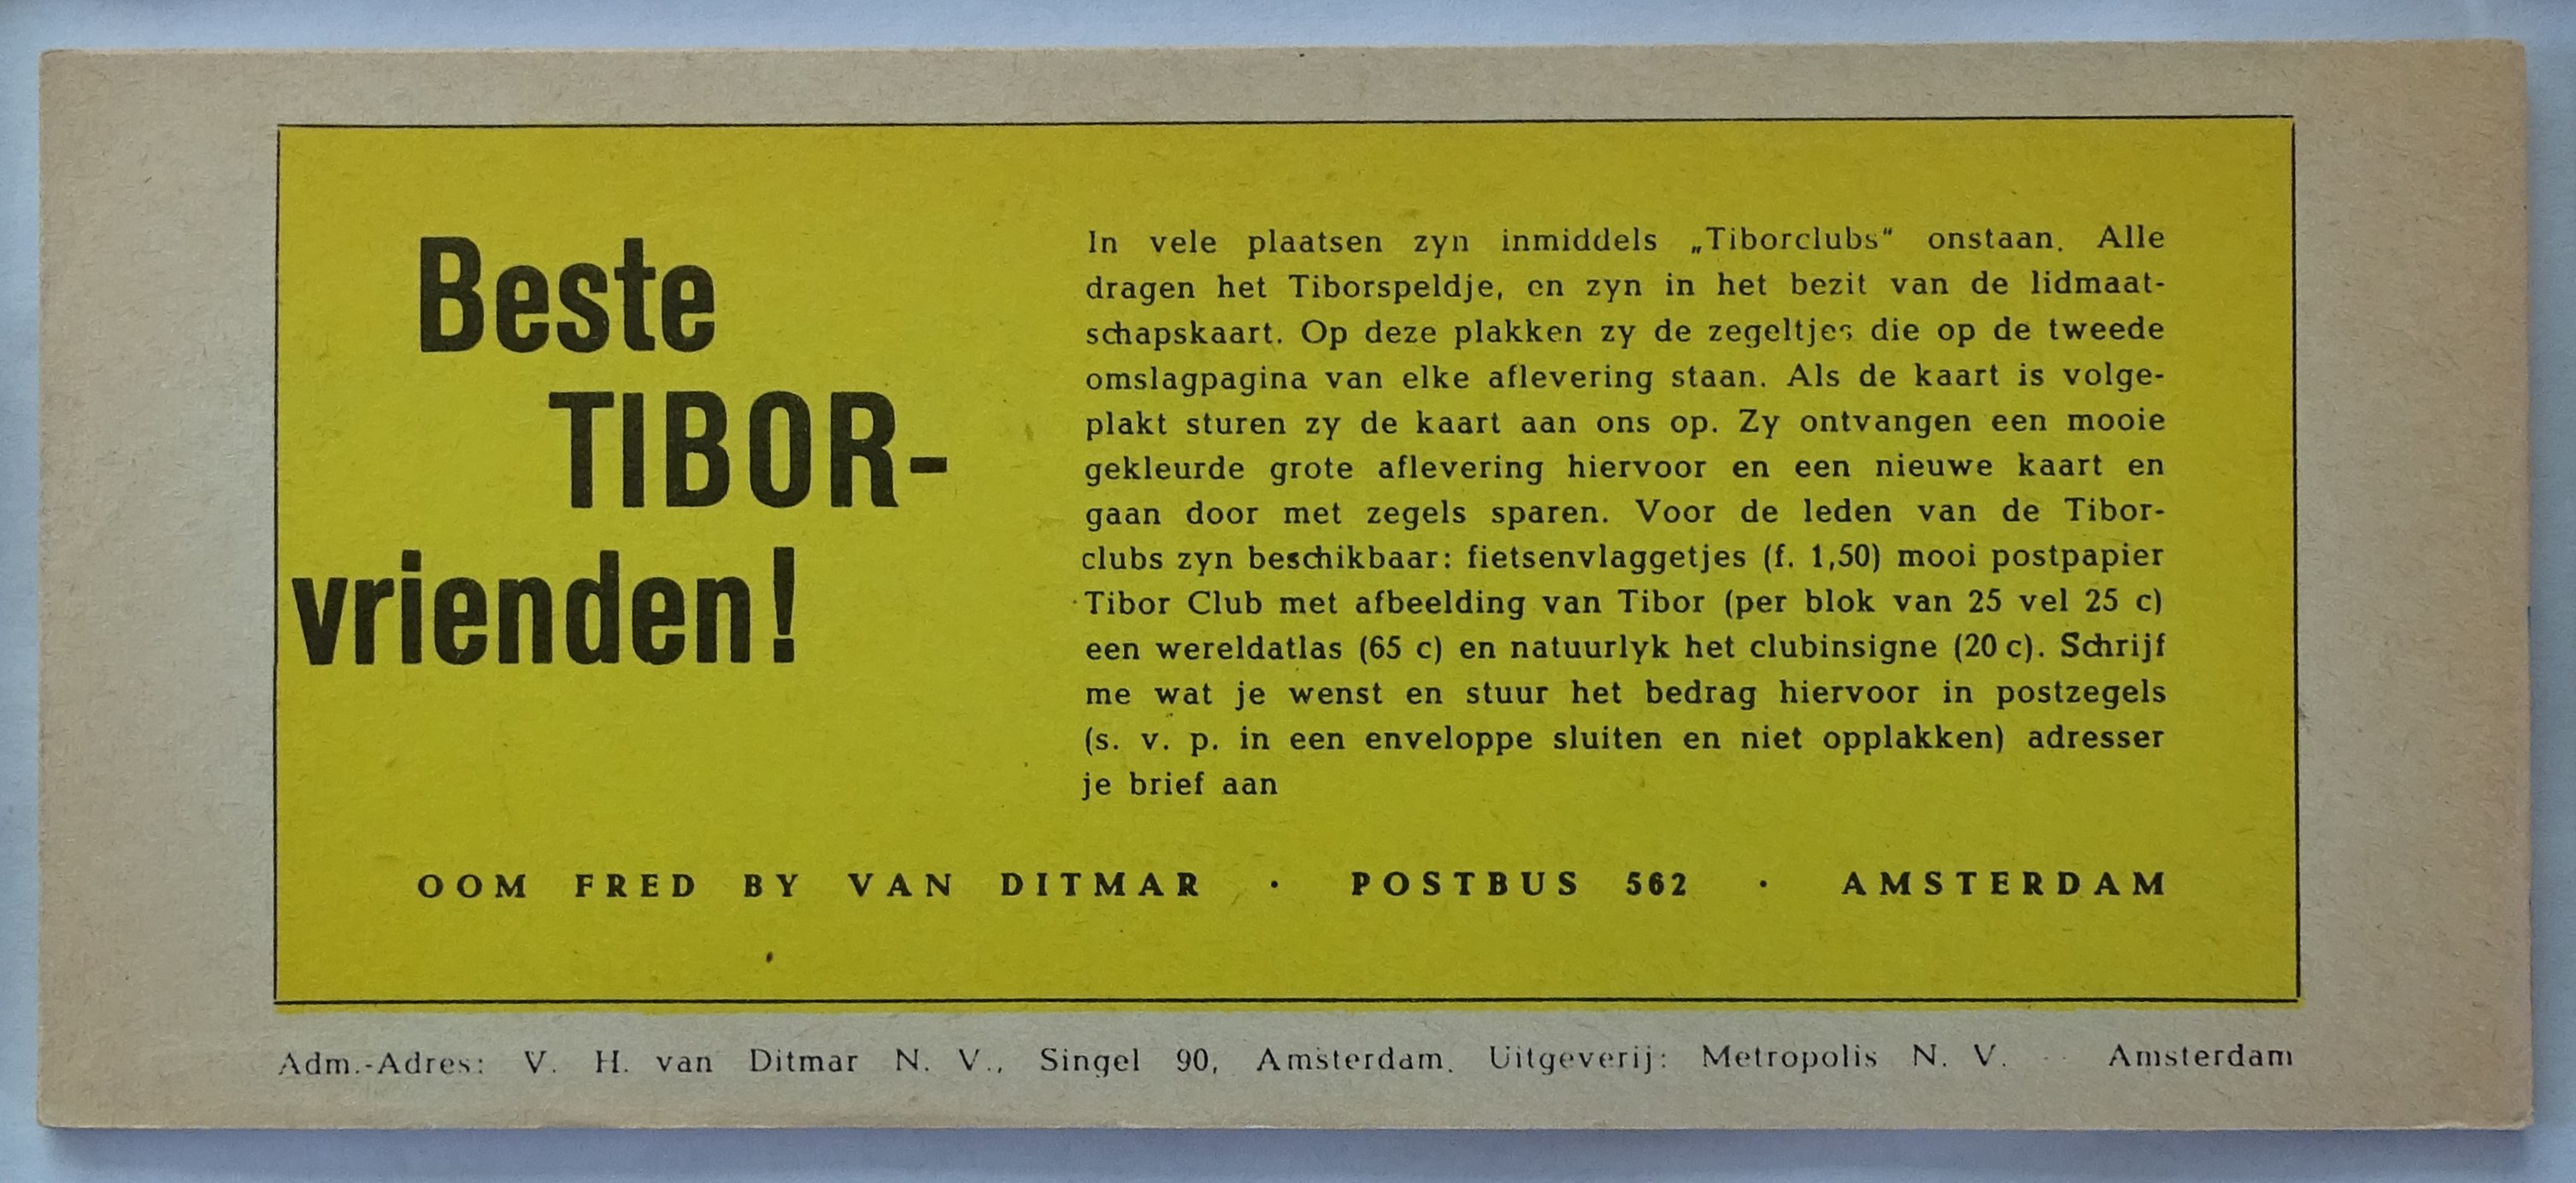 Beste
TIBOR-
vrienden!
In vele plaatsen zyn inmiddels „Tiborclubs“ onstaan. Alle
dragen het Tiborspeldje, en zyn in het bezit van de lidmaat-
schapskaart. Op deze plakken zy de zegeltjes die op de tweede
omslagpagina van elke aflevering staan. Als de kaart is volge-
plakt sturen zy de kaart aan ons op. Zy ontvangen een mooie
gekleurde grote aflevering hiervoor en een nieuwe kaart en
gaan door met zegels sparen. Voor de leden van de Tibor-
clubs zyn beschikbaar: fietsenvlaggetjes (f. 1,50) mooi postpapier
Tibor Club met afbeelding van Tibor (per blok van 25 vel 25 c)
een wereldatlas (65 c) en natuurlyk het clubinsigne (20 c). Schrijf
me wat je wenst en stuur het bedrag hiervoor in postzegels
(s. v. p. in een enveloppe sluiten en niet opplakken) adresser
je brief aan
OOM FRED BY VAN DITMAR · POSTBUS 562 · AMSTERDAM
Adm.-Adres: V. H. van Ditmar N. V., Singel 90, Amsterdam. Uitgeverij: Metropolis N. V. - Amsterdam